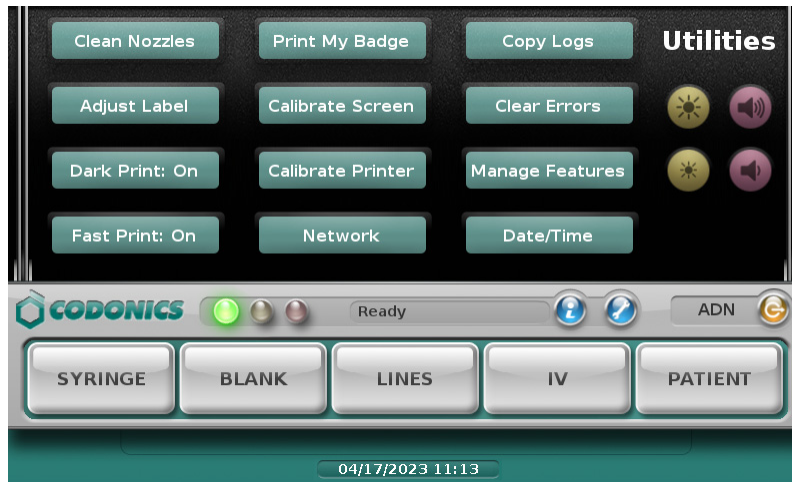 Clean Nozzles
Print My Badge
Copy Logs
Utilities
Adjust Label
Calibrate Screen
Clear Errors
Dark Print: On
Calibrate Printer
Manage Features
Fast Print: On
Network
Date/Time
CODONICS
Ready
ADN
SYRINGE
BLANK
LINES
IV
PATIENT
04/17/2023 11:13